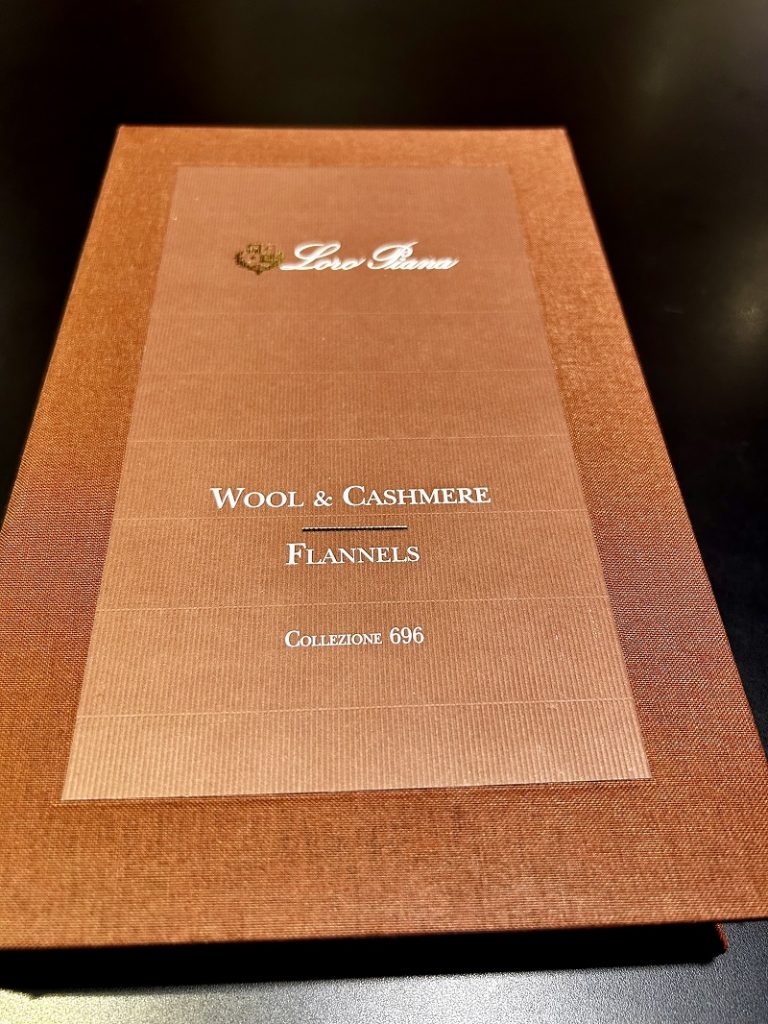 Loro Piana
Wool & Cashmere
Flannels
Collezione 696